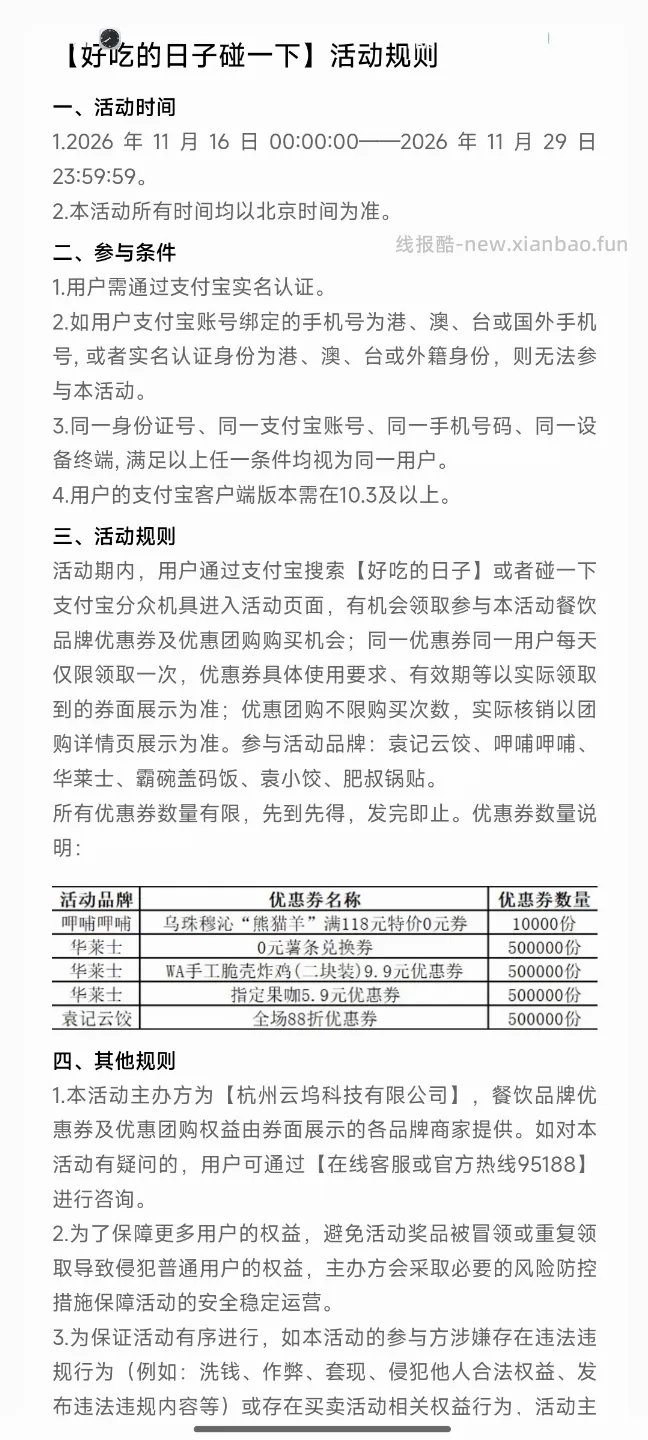 【好吃的日子碰一下】活动规则
一、活动时间
1.2026年11月16日00:00:00——2026年11月29日
23:59:59。
2.本活动所有时间均以北京时间为准。
线报酷-new.xianbao.fun
二、参与条件
1.用户需通过支付宝实名认证。
2.如用户支付宝账号绑定的手机号为港、澳、台或国外手机
号, 或者实名认证身份为港、澳、台或外籍身份，则无法参
与本活动。
3.同一身份证号、同一支付宝账号、同一手机号码、同一设
备终端, 满足以上任一条件均视为同一用户。
4.用户的支付宝客户端版本需在10.3及以上。
三、活动规则
活动期内，用户通过支付宝搜索【好吃的日子】或者碰一下
支付宝分众机具进入活动页面，有机会领取参与本活动餐饮
品牌优惠券及优惠团购购买机会；同一优惠券同一用户每天
仅限领取一次，优惠券具体使用要求、有效期等以实际领取
到的券面展示为准；优惠团购不限购买次数，实际核销以团
购详情页展示为准。参与活动品牌：袁记云饺、呷哺呷哺、
华莱士、霸碗盖码饭、袁小饺、肥叔锅贴。
所有优惠券数量有限，先到先得，发完即止。优惠券数量说
明：
活动品牌 优惠券名称 优惠券数量
呷哺呷哺 乌珠穆沁“熊猫羊”满118元特价0元券 10000份
华莱士 0元薯条兑换券 500000份
华莱士 WA手工脆壳炸鸡(二块装)9.9元优惠券 500000份
华莱士 指定果咖5.9元优惠券 500000份
袁记云饺 全场88折优惠券 500000份
四、其他规则
1.本活动主办方为【杭州云坞科技有限公司】，餐饮品牌优
惠券及优惠团购权益由券面展示的各品牌商家提供。如对本
活动有疑问的，用户可通过【在线客服或官方热线95188】
进行咨询。
2.为了保障更多用户的权益，避免活动奖品被冒领或重复领
取导致侵犯普通用户的权益，主办方会采取必要的风险防控
措施保障活动的安全稳定运营。
3.为保证活动有序进行，如本活动的参与方涉嫌存在违法违
规行为（例如：洗钱、作弊、套现、侵犯他人合法权益、发
布违法违规内容等）或存在买卖活动相关权益行为，活动主